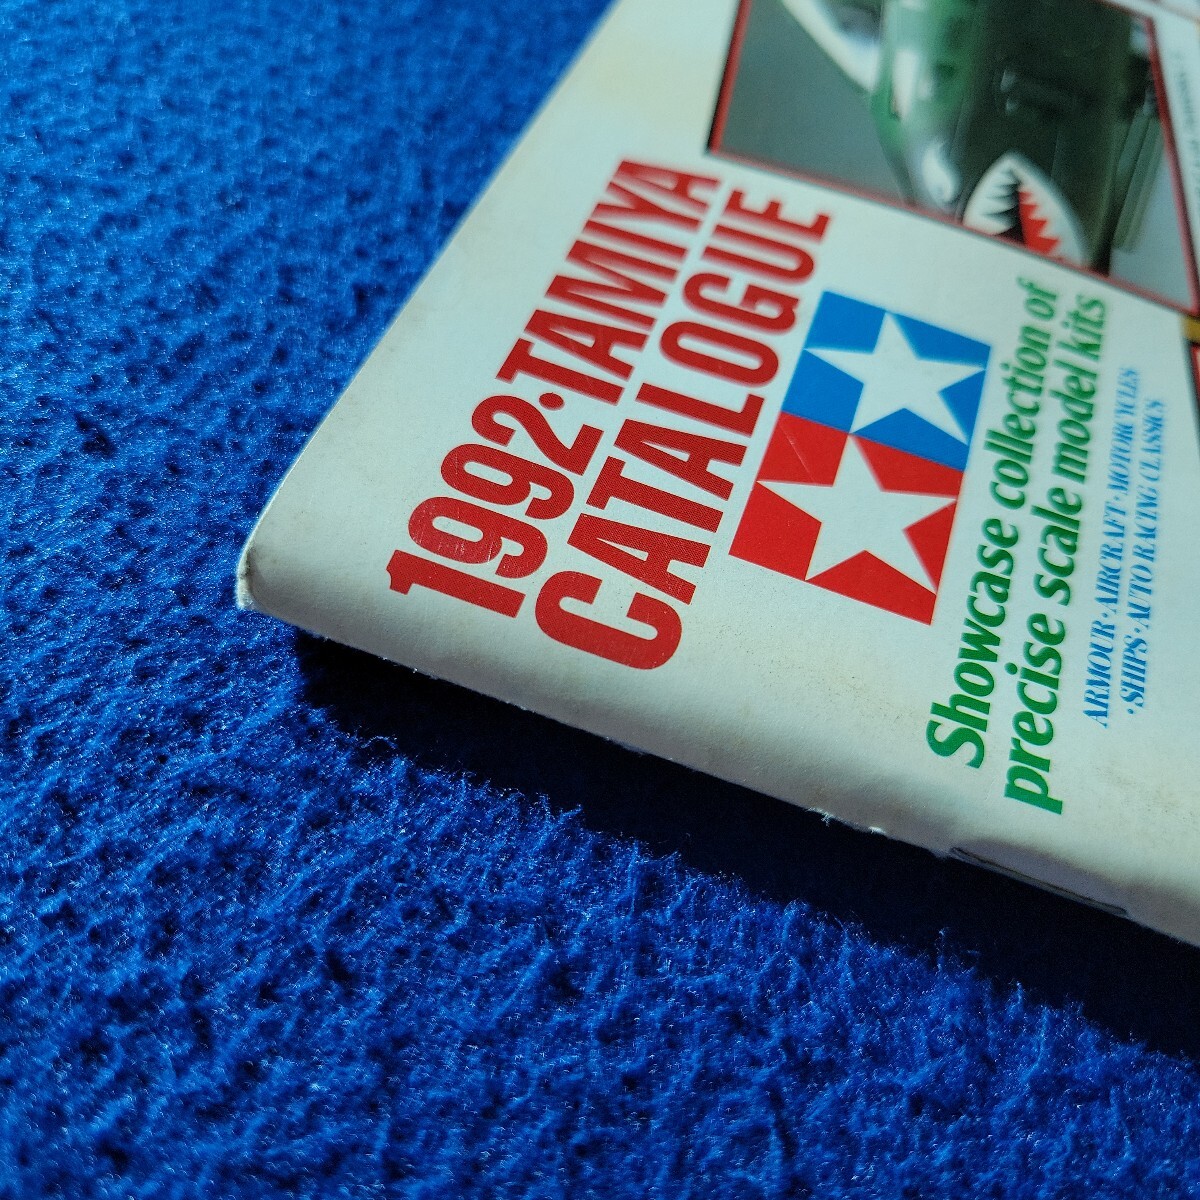 1992·TAMIYA
CATALOGUE
Showcase collection of
precise scale model kits
ARMOUR·AIRCRAFT·MOTORCYCLES
·SHIPS·AUTO RACING CLASSICS